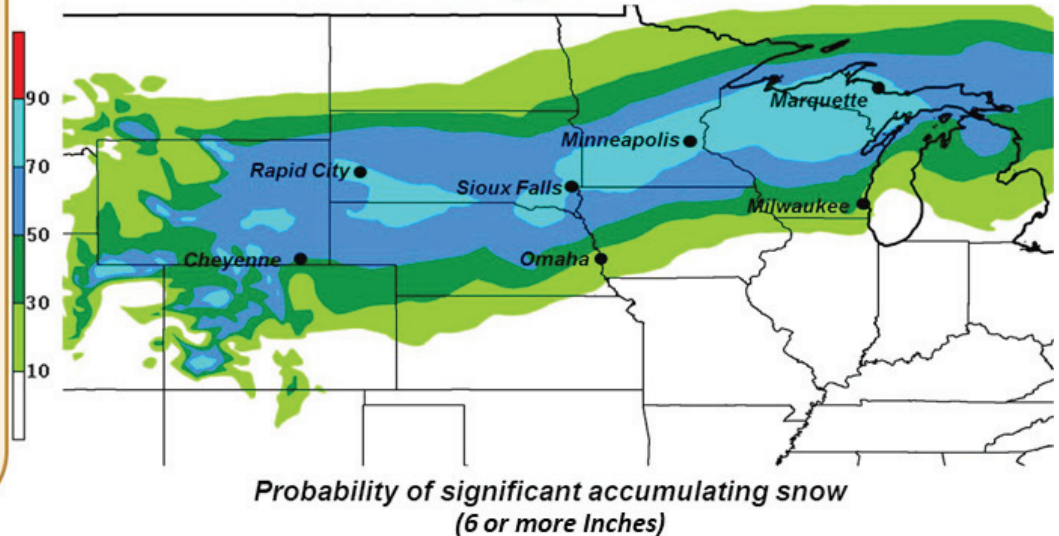 90
70
50
30
10
Marquette
Minneapolis
Rapid City
Sioux Falls
Milwaukee
Cheyenne
Omaha
Probability of significant accumulating snow
(6 or more Inches)